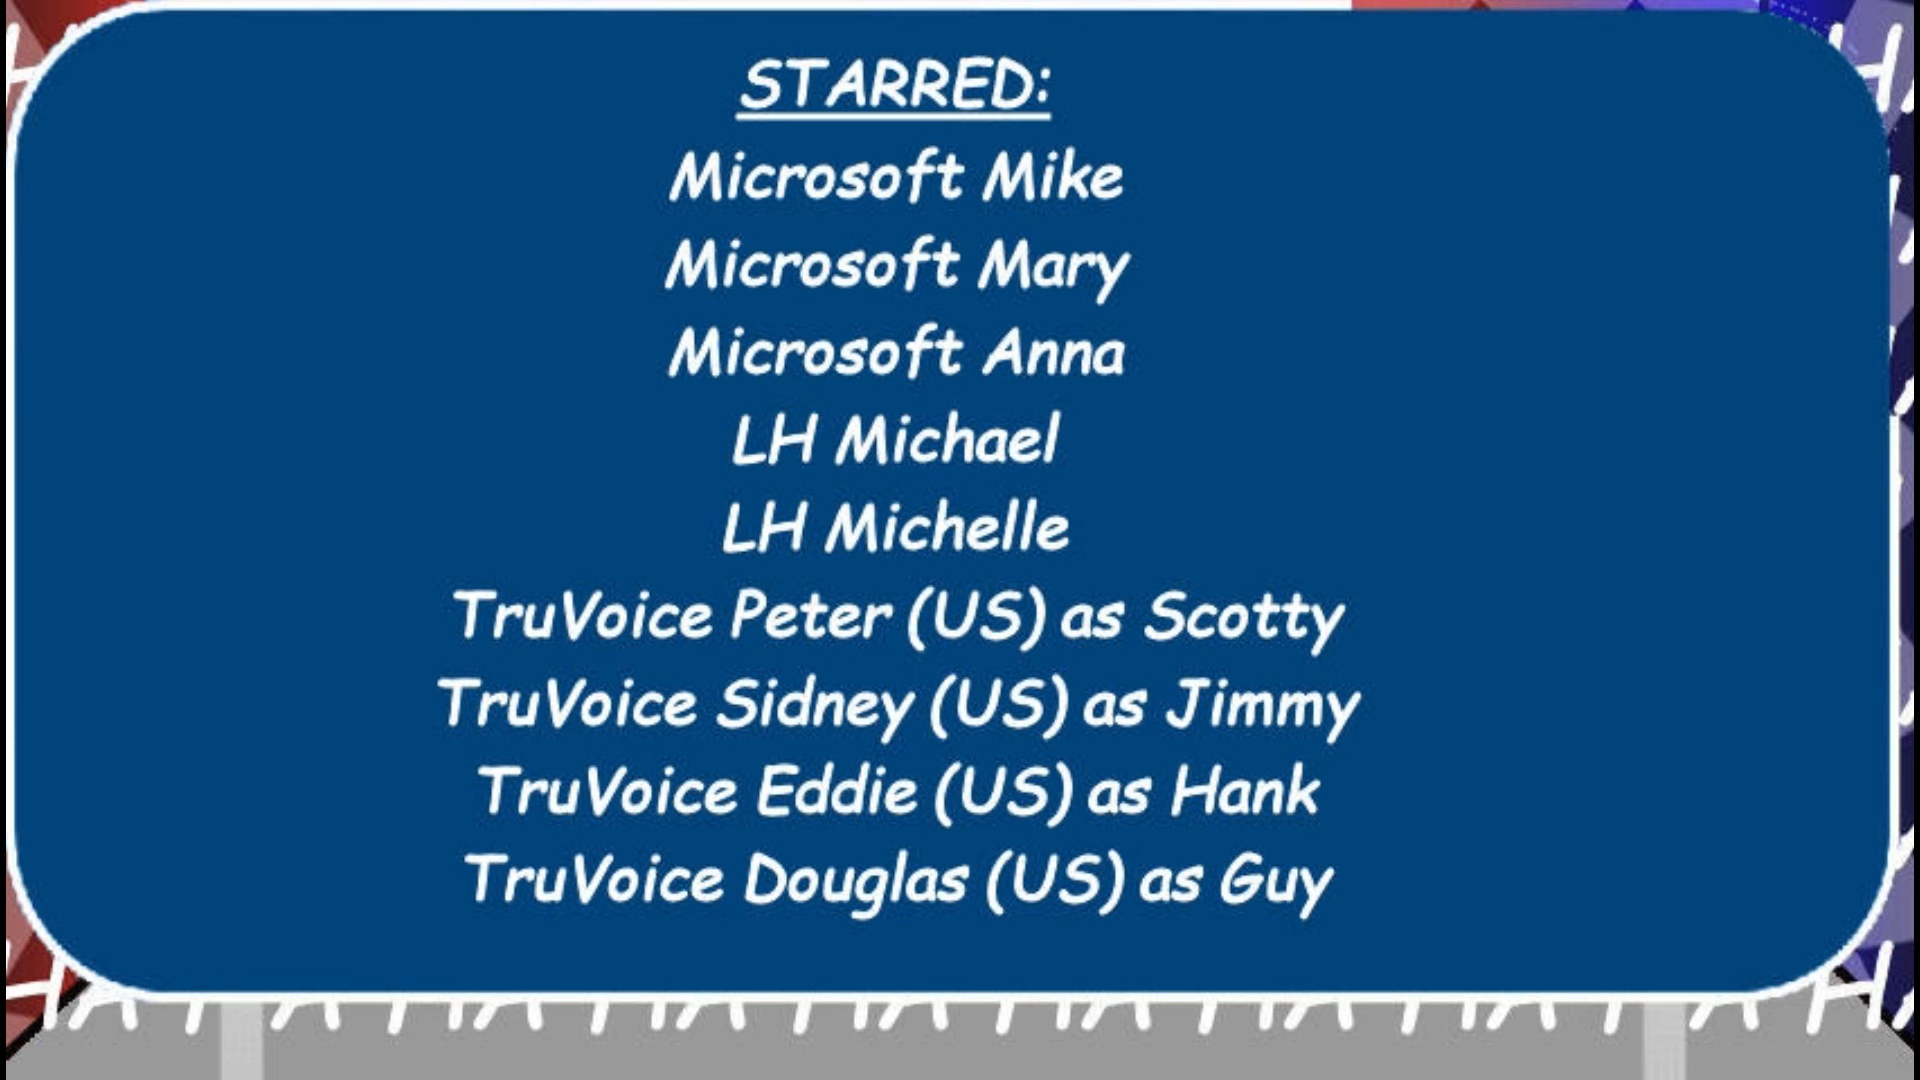 STARRED:
Microsoft Mike
Microsoft Mary
Microsoft Anna
LH Michael
LH Michelle
TruVoice Peter (US) as Scotty
TruVoice Sidney (US) as Jimmy
TruVoice Eddie (US) as Hank
TruVoice Douglas (US) as Guy